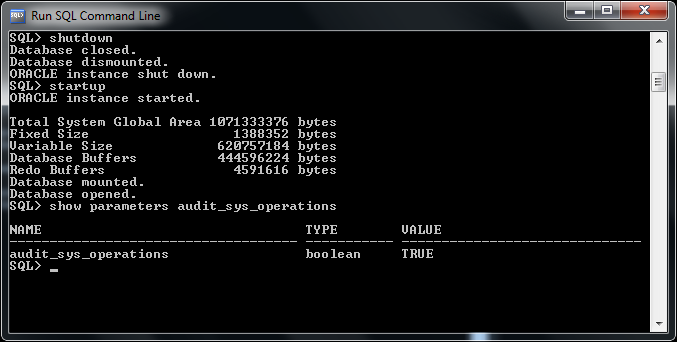 Run SQL Command Line
SQL> shutdown
Database closed.
Database dismounted.
ORACLE instance shut down.
SQL> startup
ORACLE instance started.
Total System Global Area 1071333376 bytes
Fixed Size 1388352 bytes
Variable Size 620757184 bytes
Database Buffers 444596224 bytes
Redo Buffers 4591616 bytes
Database mounted.
Database opened.
SQL> show parameters audit_sys_operations
NAME TYPE VALUE
------------------------------------ ----------- ------------------------------
audit_sys_operations boolean TRUE
SQL> _